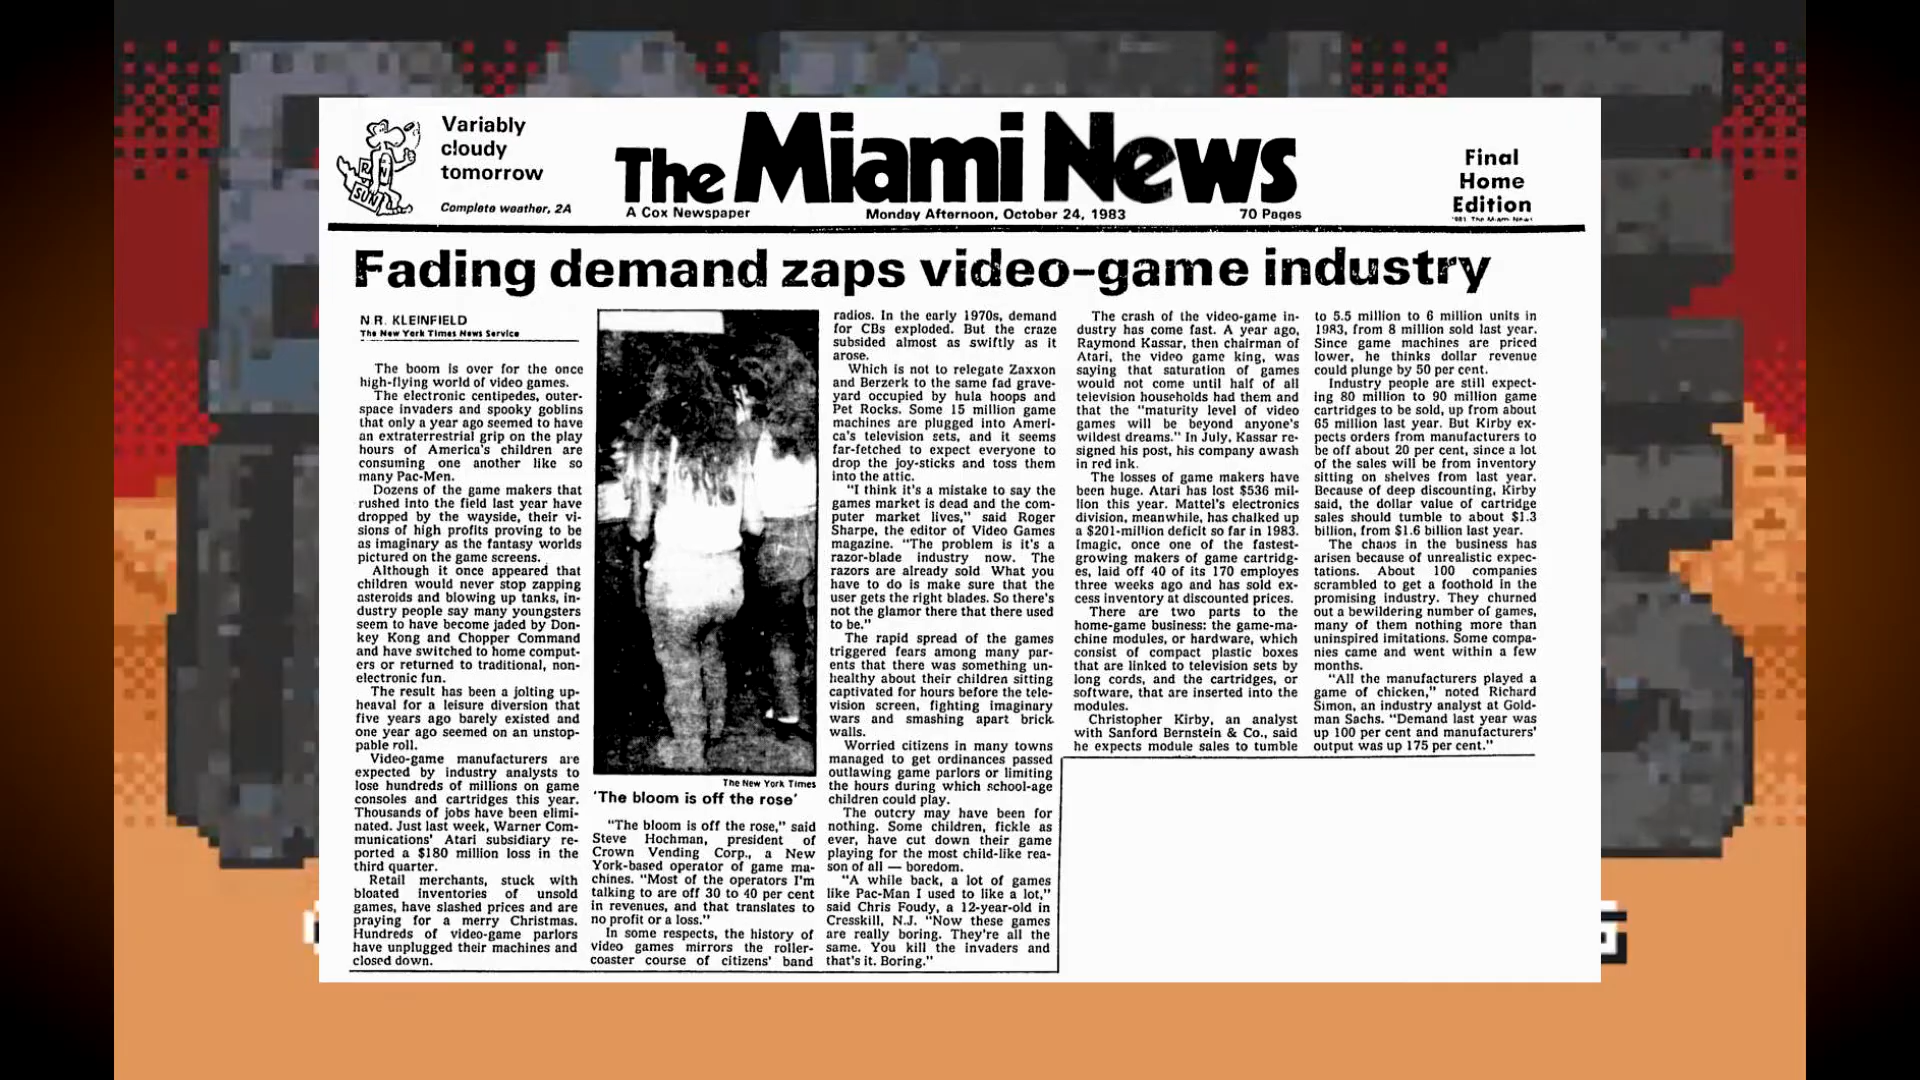 Variably
cloudy
tomorrow
Complete weather, 2A
The Miami News
A Cox Newspaper
Monday Afternoon, October 24, 1983
70 Pages
Final
Home
Edition
Fading demand zaps video-game industry
N.R. KLEINFIELD
The New York Times News Service
The boom is over for the once
high-flying world of video games.
The electronic centipedes, outer-
space invaders and spooky goblins
that only a year ago seemed to have
an extraterrestrial grip on the play
hours of America's children are
consuming one another like so
many Pac-Men.
Dozens of the game makers that
rushed into the field last year have
dropped by the wayside, their vi-
sions of high profits proving to be
as imaginary as the fantasy worlds
pictured on the game screens.
Although it once appeared that
children would never stop zapping
asteroids and blowing up tanks, in-
dustry people say many youngsters
seem to have become jaded by Don-
key Kong and Chopper Command
and have switched to home comput-
ers or returned to traditional, non-
electronic fun.
The result has been a jolting up-
heaval for a leisure diversion that
five years ago barely existed and
one year ago seemed on an unstop-
pable roll.
Video-game manufacturers are
expected by industry analysts to
lose hundreds of millions on game
consoles and cartridges this year.
Thousands of jobs have been elimi-
nated. Just last week, Warner Com-
munications' Atari subsidiary re-
ported a $180 million loss in the
third quarter.
Retail merchants, stuck with
bloated inventories of unsold
games, have slashed prices and are
praying for a merry Christmas.
Hundreds of video-game parlors
have unplugged their machines and
closed down.
The New York Times
'The bloom is off the rose'
"The bloom is off the rose," said
Steve Hochman, president of
Crown Vending Corp., a New
York-based operator of game ma-
chines. "Most of the operators I'm
talking to are off 30 to 40 per cent
in revenues, and that translates to
no profit or a loss."
In some respects, the history of
video games mirrors the roller-
coaster course of citizens' band
radios. In the early 1970s, demand
for CBs exploded. But the craze
subsided almost as swiftly as it
arose.
Which is not to relegate Zaxxon
and Berzerk to the same fad grave-
yard occupied by hula hoops and
Pet Rocks. Some 15 million game
machines are plugged into Ameri-
ca's television sets, and it seems
far-fetched to expect everyone to
drop the joy-sticks and toss them
into the attic.
"I think it's a mistake to say the
games market is dead and the com-
puter market lives," said Roger
Sharpe, the editor of Video Games
magazine. "The problem is it's a
razor-blade industry now. The
razors are already sold What you
have to do is make sure that the
user gets the right blades. So there's
not the glamor there that there used
to be."
The rapid spread of the games
triggered fears among many par-
ents that there was something un-
healthy about their children sitting
captivated for hours before the tele-
vision screen, fighting imaginary
wars and smashing apart brick
walls.
Worried citizens in many towns
managed to get ordinances passed
outlawing game parlors or limiting
the hours during which school-age
children could play.
The outcry may have been for
nothing. Some children, fickle as
ever, have cut down their game
playing for the most child-like rea-
son of all — boredom.
"A while back, a lot of games
like Pac-Man I used to like a lot,"
said Chris Foudy, a 12-year-old in
Cresskill, N.J. "Now these games
are really boring. They're all the
same. You kill the invaders and
that's it. Boring."
The crash of the video-game in-
dustry has come fast. A year ago,
Raymond Kassar, then chairman of
Atari, the video game king, was
saying that saturation of games
would not come until half of all
television households had them and
that the "maturity level of video
games will be beyond anyone's
wildest dreams." In July, Kassar re-
signed his post, his company awash
in red ink.
The losses of game makers have
been huge. Atari has lost $536 mil-
lion this year. Mattel's electronics
division, meanwhile, has chalked up
a $201-million deficit so far in 1983.
Imagic, once one of the fastest-
growing makers of game cartridg-
es, laid off 40 of its 170 employes
three weeks ago and has sold ex-
cess inventory at discounted prices.
There are two parts to the
home-game business: the game-ma-
chine modules, or hardware, which
consist of compact plastic boxes
that are linked to television sets by
long cords, and the cartridges, or
software, that are inserted into the
modules.
Christopher Kirby, an analyst
with Sanford Bernstein & Co., said
he expects module sales to tumble
to 5.5 million to 6 million units in
1983, from 8 million sold last year.
Since game machines are priced
lower, he thinks dollar revenue
could plunge by 50 per cent.
Industry people are still expect-
ing 80 million to 90 million game
cartridges to be sold, up from about
65 million last year. But Kirby ex-
pects orders from manufacturers to
be off about 20 per cent, since a lot
of the sales will be from inventory
sitting on shelves from last year.
Because of deep discounting, Kirby
said, the dollar value of cartridge
sales should tumble to about $1.3
billion, from $1.6 billion last year.
The chaos in the business has
arisen because of unrealistic expec-
tations. About 100 companies
scrambled to get a foothold in the
promising industry. They churned
out a bewildering number of games,
many of them nothing more than
uninspired imitations. Some compa-
nies came and went within a few
months.
"All the manufacturers played a
game of chicken," noted Richard
Simon, an industry analyst at Gold-
man Sachs. "Demand last year was
up 100 per cent and manufacturers'
output was up 175 per cent."